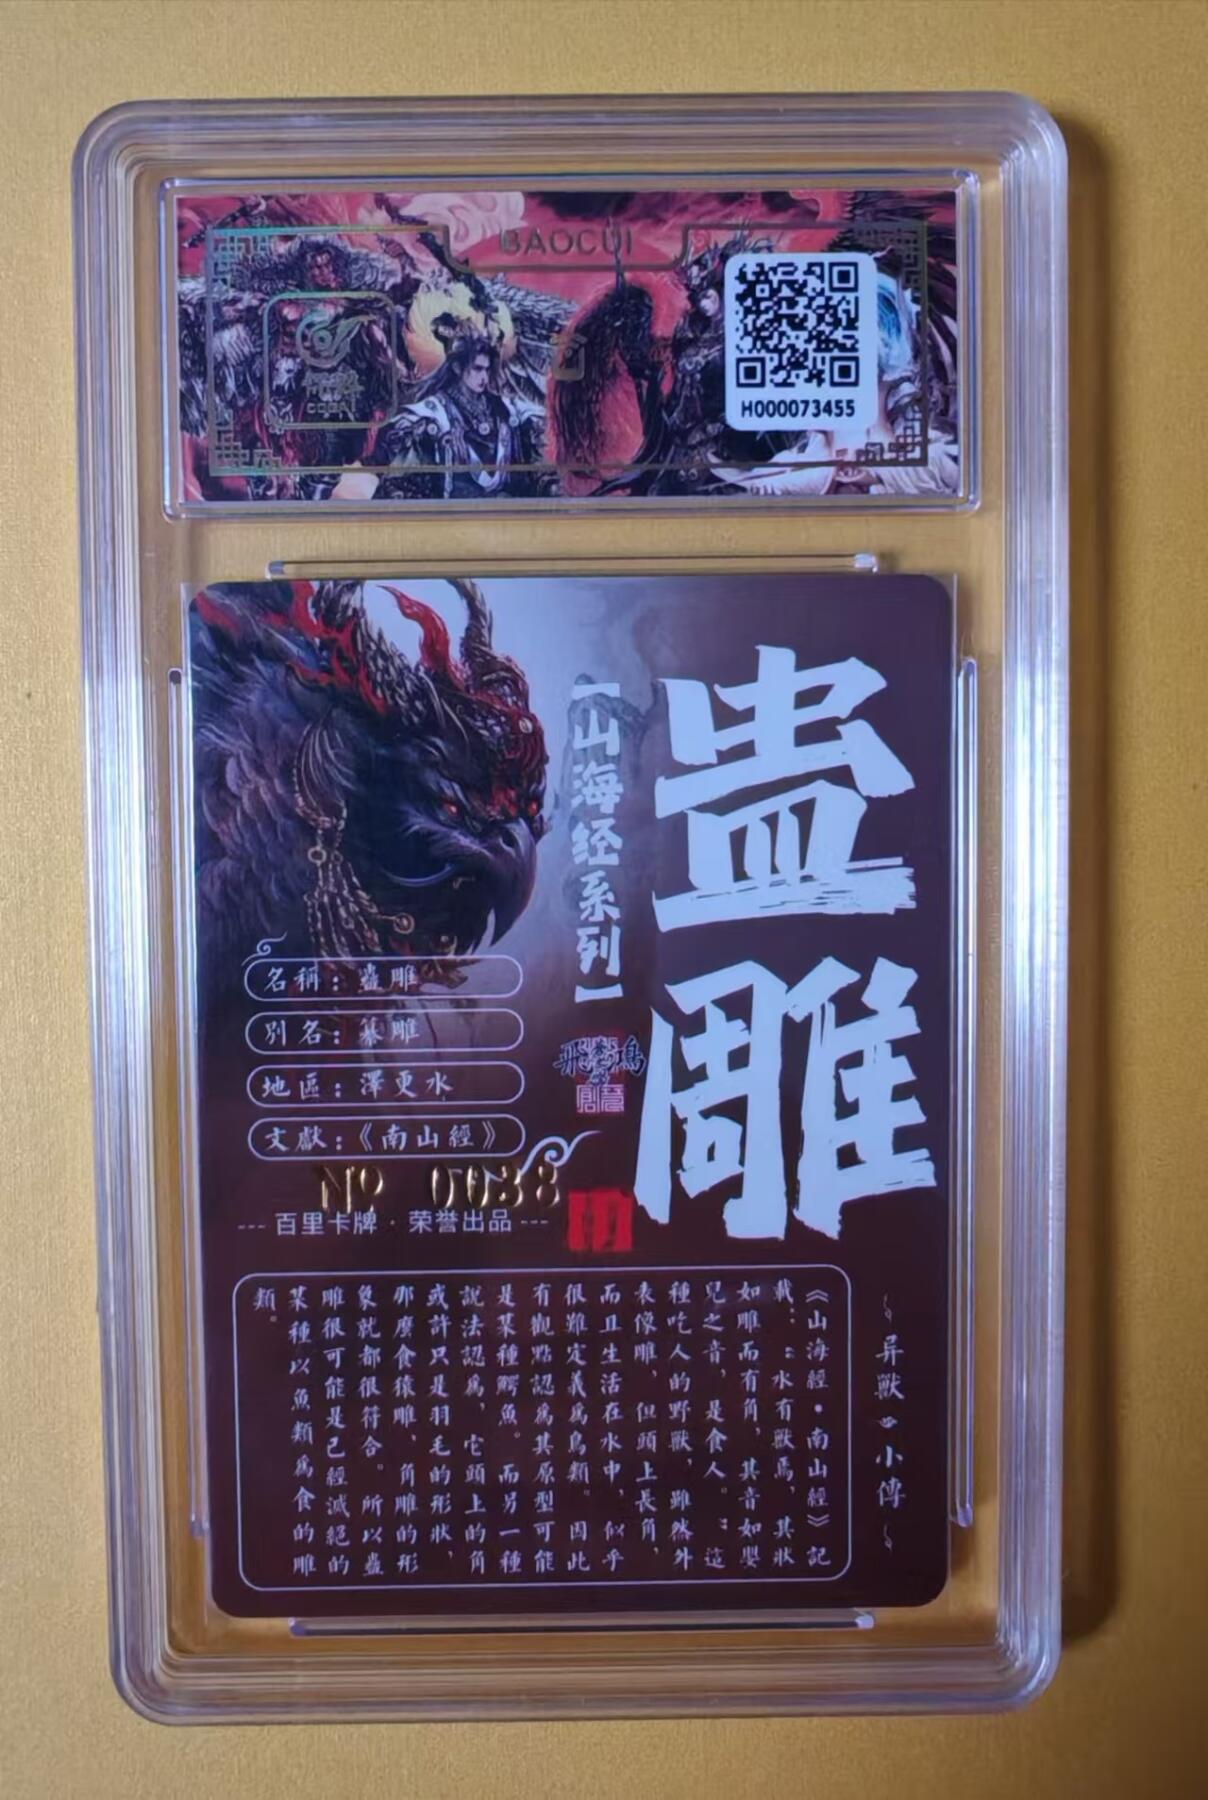 BAOCUI
H000073455
蛊雕
【山海经系列】
名稱：蠱雕
別名：纂雕
地區：澤更水
文獻：《南山經》
№ 0038
--- 百里卡牌 · 荣誉出品 ---
异獸 小傳
《山海經•南山經》記
載：：水有獸焉，其狀
如雕而有角，其音如嬰
兒之音，是食人。：這
種吃人的野獸，雖然外
表像雕，但頭上長角，
而且生活在水中，似乎
很難定義爲鳥類。因此
有觀點認爲其原型可能
是某種鰐魚。而另一種
說法認爲，它頭上的角
或許只是羽毛的形狀，
那麼食猿雕、角雕的形
象就都很符合。所以蠱
雕很可能是已經滅絕的
某種以魚類爲食的雕
類。